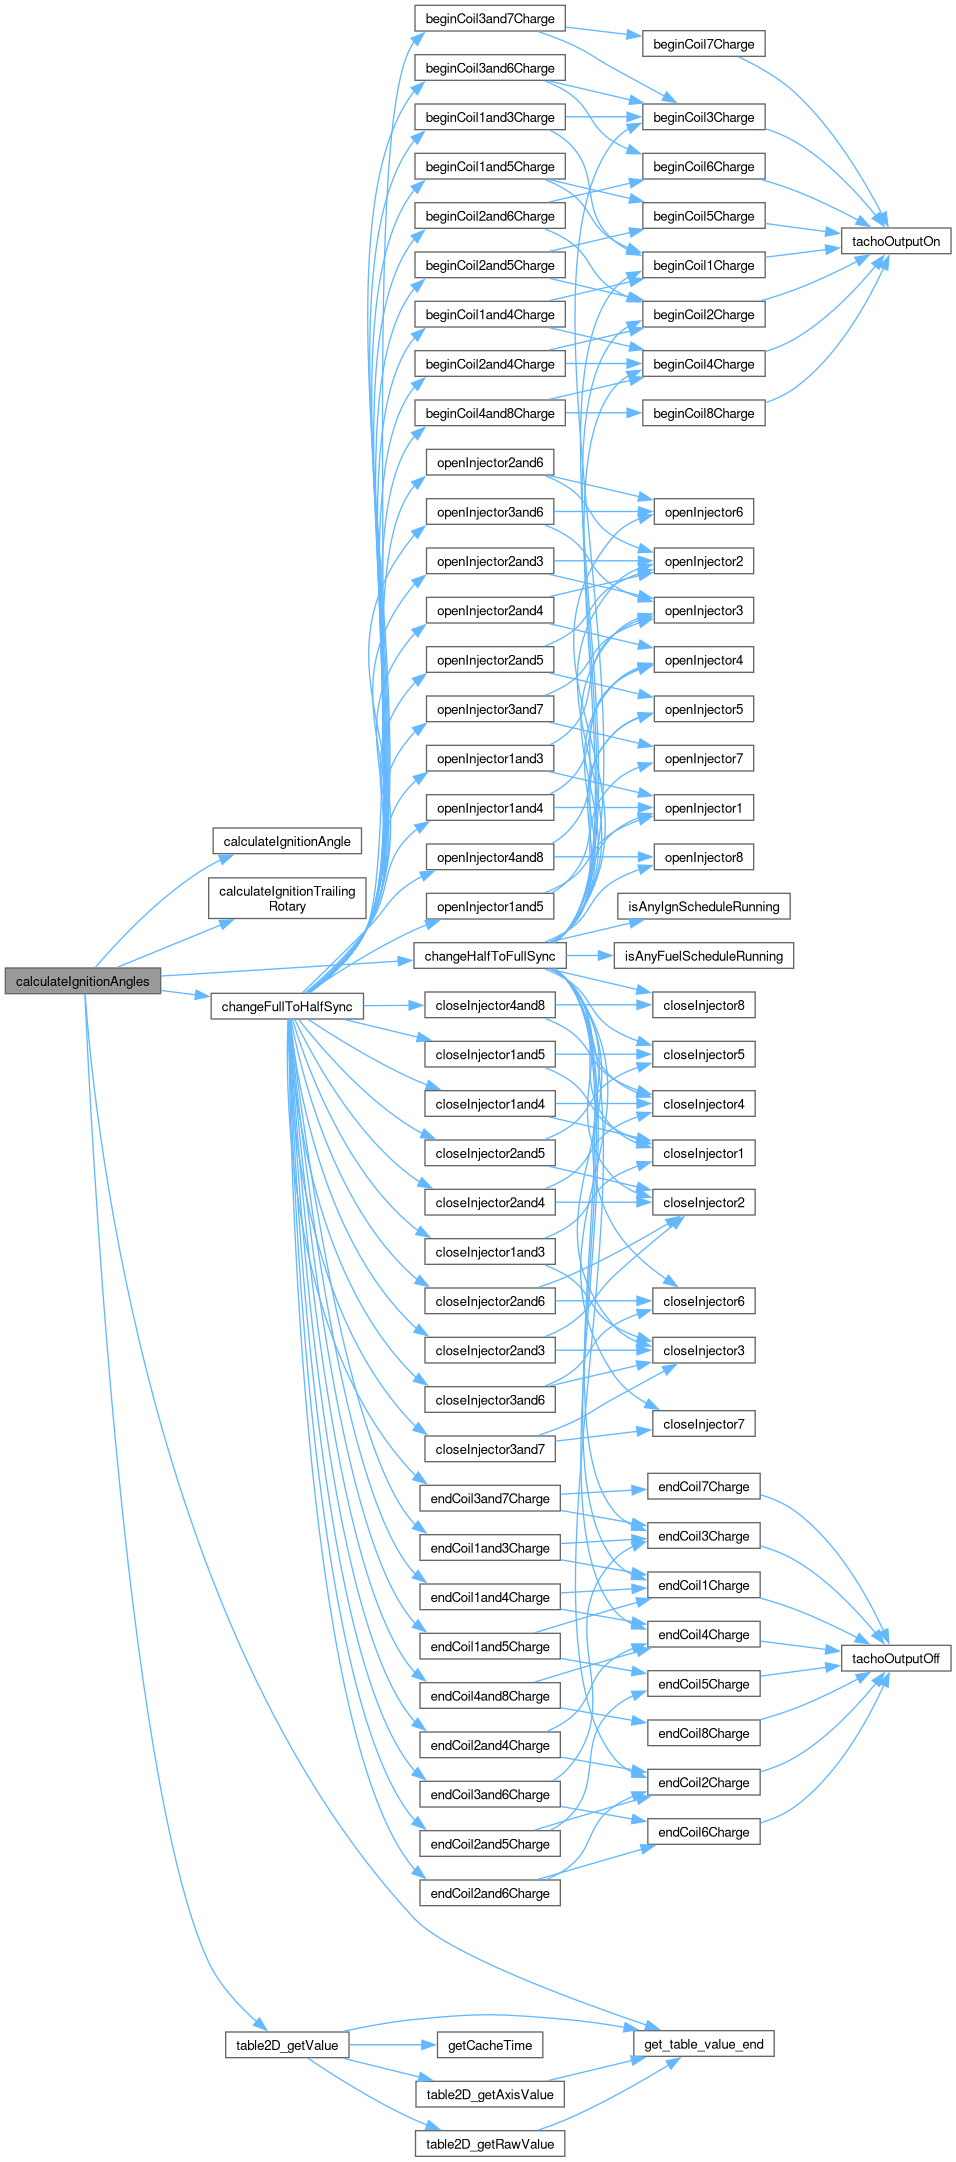 beginCoil3and7Charge
beginCoil7Charge
beginCoil3and6Charge
beginCoil1and3Charge
beginCoil3Charge
beginCoil1and5Charge
beginCoil6Charge
beginCoil2and6Charge
beginCoil5Charge
tachoOutputOn
beginCoil2and5Charge
beginCoil1Charge
beginCoil1and4Charge
beginCoil2Charge
beginCoil2and4Charge
beginCoil4Charge
beginCoil4and8Charge
beginCoil8Charge
openInjector2and6
openInjector3and6
openInjector6
openInjector2and3
openInjector2
openInjector2and4
openInjector3
openInjector2and5
openInjector4
openInjector3and7
openInjector5
openInjector1and3
openInjector7
openInjector1and4
openInjector1
calculateIgnitionAngle
openInjector4and8
openInjector8
calculateIgnitionTrailing
Rotary
openInjector1and5
isAnyIgnScheduleRunning
changeHalfToFullSync
isAnyFuelScheduleRunning
calculateIgnitionAngles
changeFullToHalfSync
closeInjector4and8
closeInjector8
closeInjector1and5
closeInjector5
closeInjector1and4
closeInjector4
closeInjector2and5
closeInjector1
closeInjector2and4
closeInjector2
closeInjector1and3
closeInjector2and6
closeInjector6
closeInjector2and3
closeInjector3
closeInjector3and6
closeInjector7
closeInjector3and7
endCoil7Charge
endCoil3and7Charge
endCoil3Charge
endCoil1and3Charge
endCoil1Charge
endCoil1and4Charge
endCoil4Charge
endCoil1and5Charge
tachoOutputOff
endCoil5Charge
endCoil4and8Charge
endCoil8Charge
endCoil2and4Charge
endCoil2Charge
endCoil3and6Charge
endCoil6Charge
endCoil2and5Charge
endCoil2and6Charge
table2D_getValue
getCacheTime
get_table_value_end
table2D_getAxisValue
table2D_getRawValue